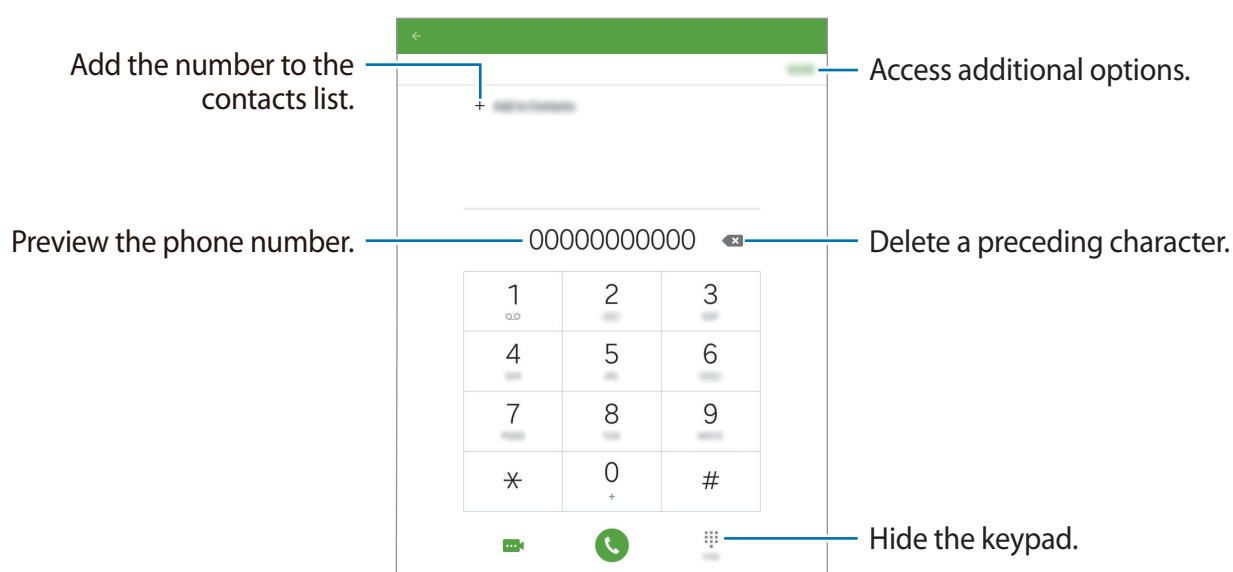 Add the number to the
contacts list.
Access additional options.
+
Preview the phone number.
00000000000
Delete a preceding character.
1 2 3
4 5 6
7 8 9
* 0 #
+
Hide the keypad.